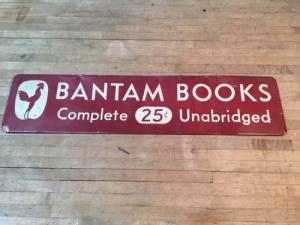 BANTAM BOOKS
Complete 25¢ Unabridged